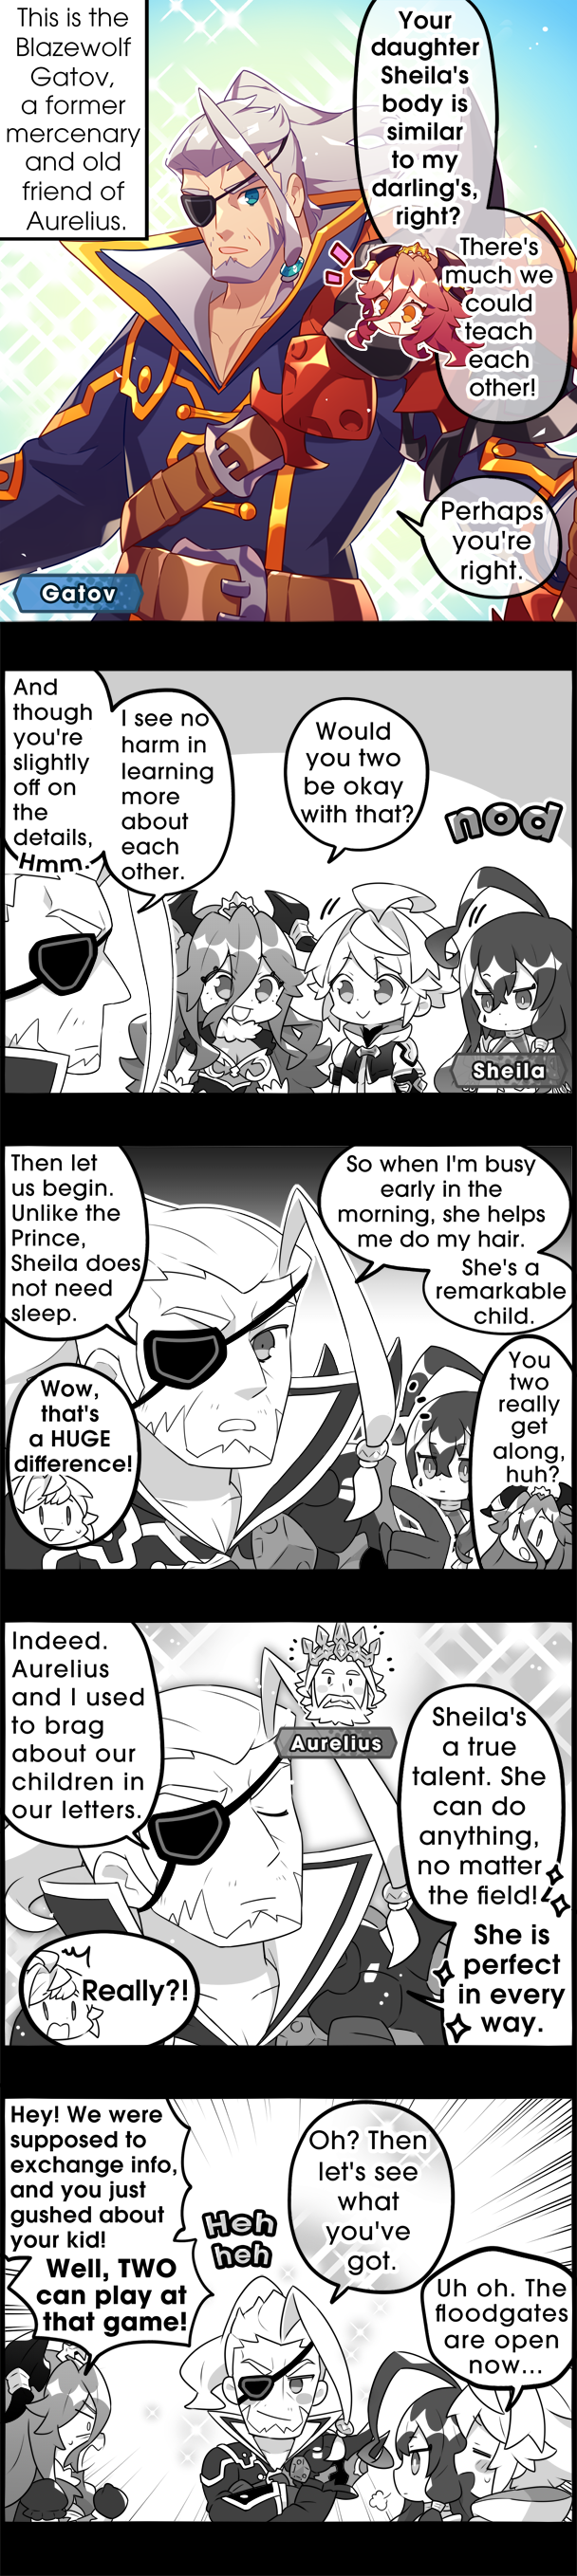 This is the
Blazewolf
Gatov,
a former
mercenary
and old
friend of
Aurelius.
Your
daughter
Sheila's
body is
similar
to my
darling's,
right?
There's
much we
could
teach
each
other!
Perhaps
you're
right.
Gatov
And
though
you're
slightly
off on
the
details,
Hmm.
I see no
harm in
learning
more
about
each
other.
Would
you two
be okay
with that?
nod
Sheila
Then let
us begin.
Unlike the
Prince,
Sheila does
not need
sleep.
Wow,
that's
a HUGE
difference!
So when I'm busy
early in the
morning, she helps
me do my hair.
She's a
remarkable
child.
You
two
really
get
along,
huh?
Indeed.
Aurelius
and I used
to brag
about our
children in
our letters.
Really?!
Aurelius
Sheila's
a true
talent. She
can do
anything,
no matter
the field!
She is
perfect
in every
way.
Hey! We were
supposed to
exchange info,
and you just
gushed about
your kid!
Well, TWO
can play at
that game!
Heh
heh
Oh? Then
let's see
what
you've
got.
Uh oh. The
floodgates
are open
now...